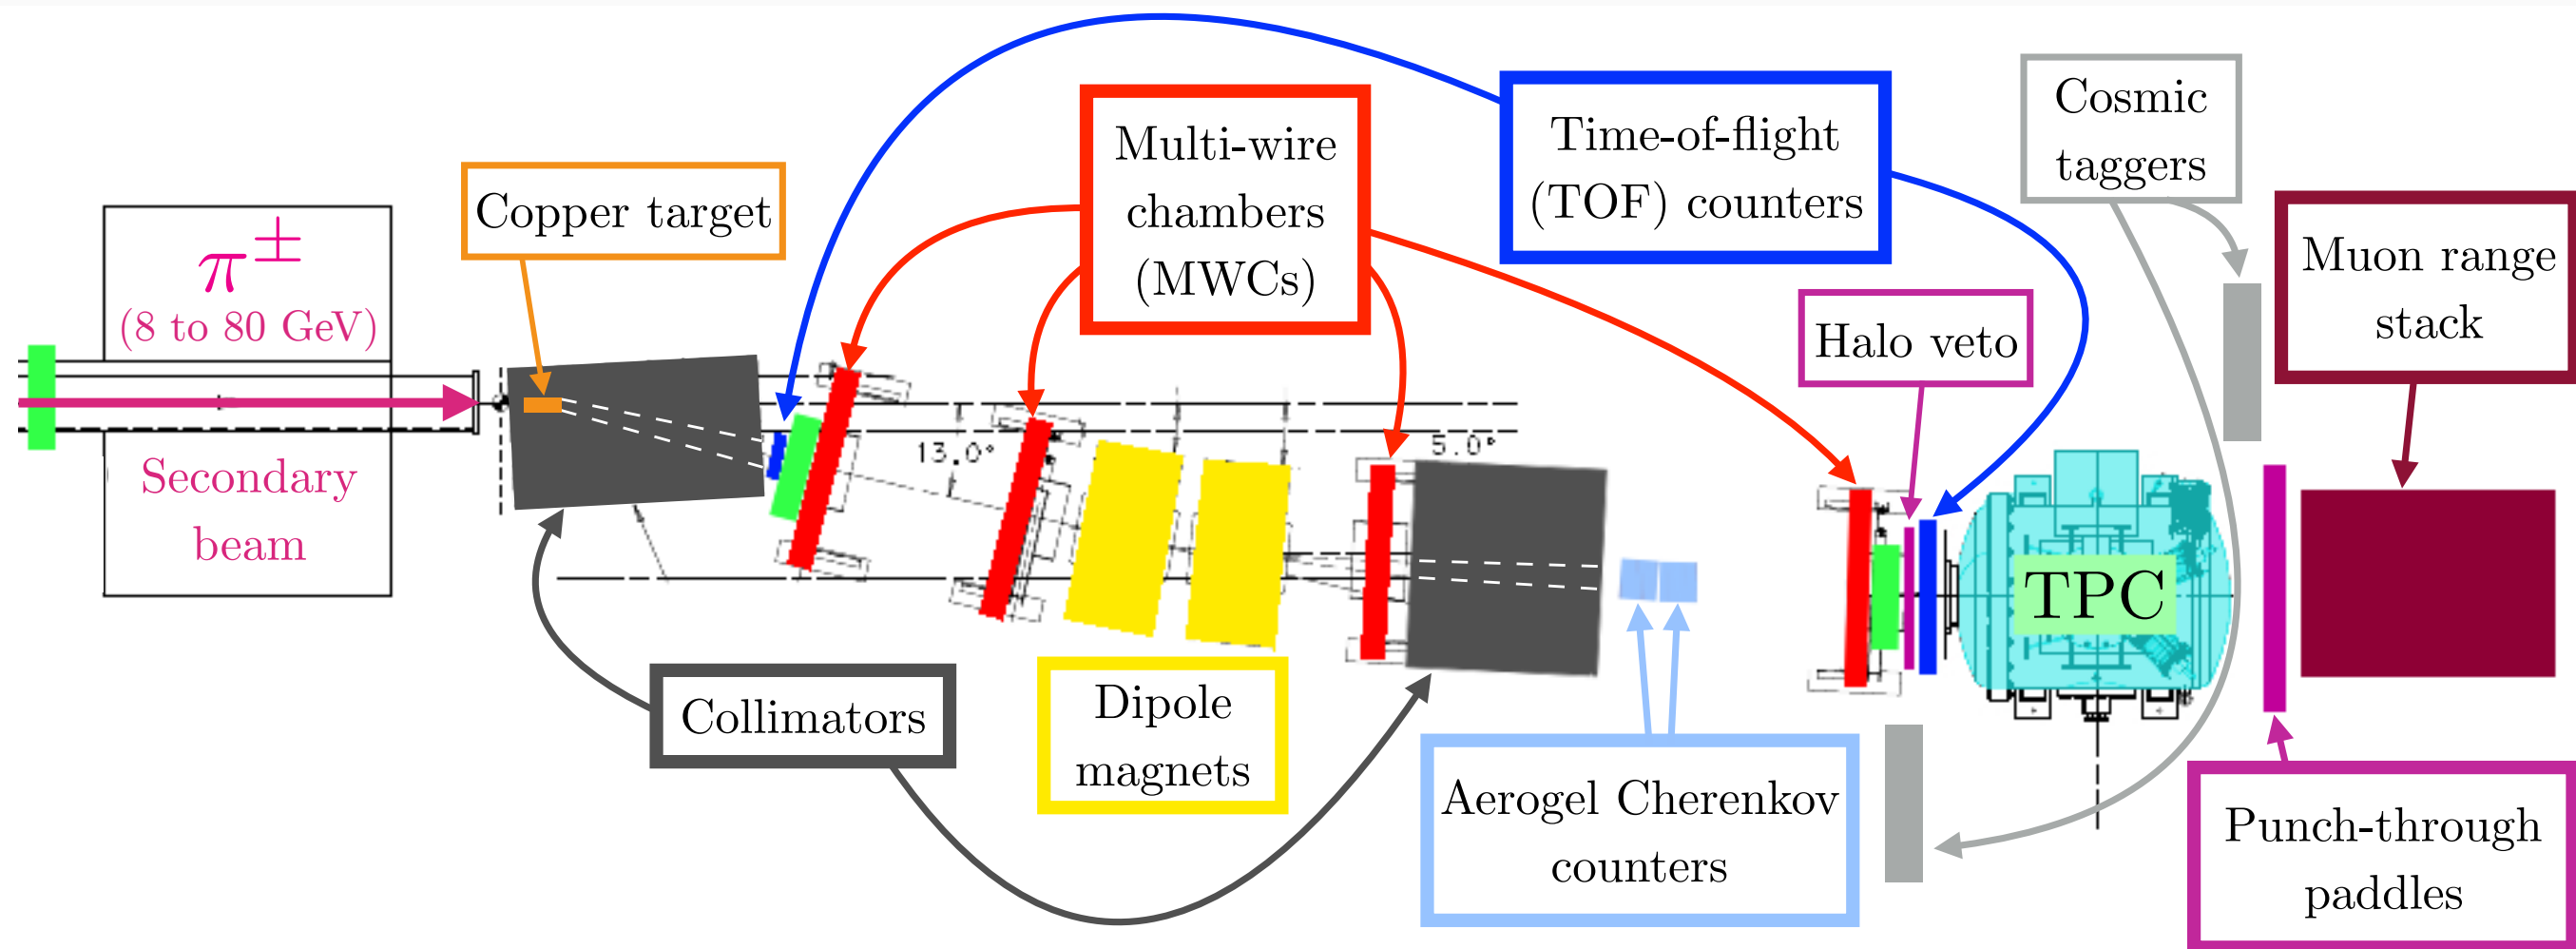 π±
(8 to 80 GeV)
Secondary
beam
Copper target
Multi-wire
chambers
(MWCs)
Time-of-flight
(TOF) counters
Cosmic
taggers
Muon range
stack
Halo veto
13.0°
5.0°
TPC
Collimators
Dipole
magnets
Aerogel Cherenkov
counters
Punch-through
paddles